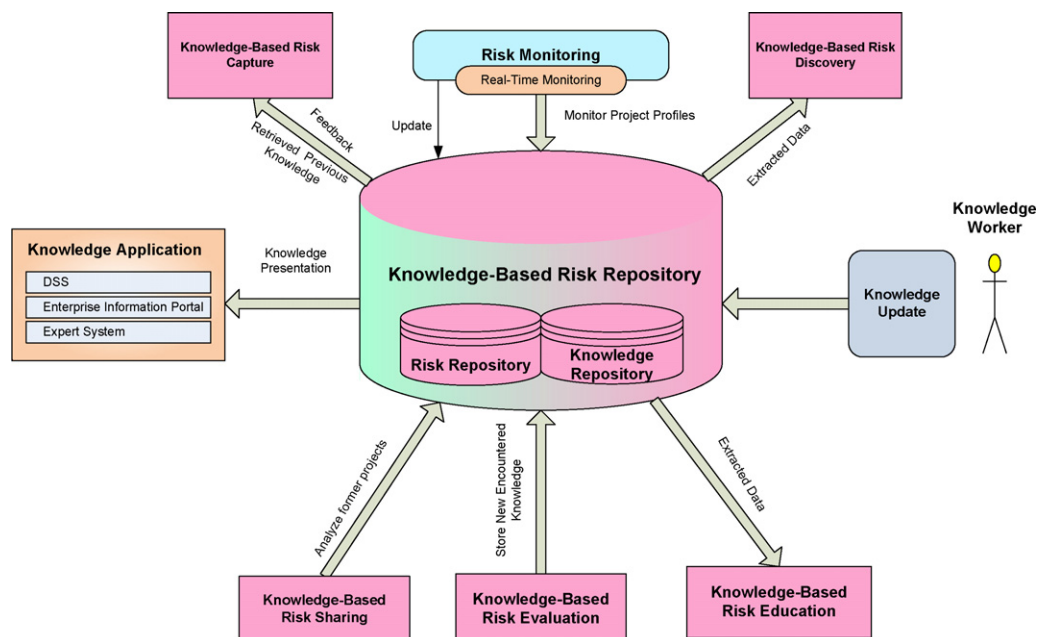 Knowledge-Based Risk
Capture
Risk Monitoring
Real-Time Monitoring
Knowledge-Based Risk
Discovery
Update
Monitor Project Profiles
Feedback
Retrieved Previous
Knowledge
Extracted Data
Knowledge
Worker
Knowledge Application
DSS
Enterprise Information Portal
Expert System
Knowledge
Presentation
Knowledge-Based Risk Repository
Risk Repository
Knowledge
Repository
Knowledge
Update
Analyze former projects
Store New Encountered
Knowledge
Extracted Data
Knowledge-Based
Risk Sharing
Knowledge-Based
Risk Evaluation
Knowledge-Based
Risk Education